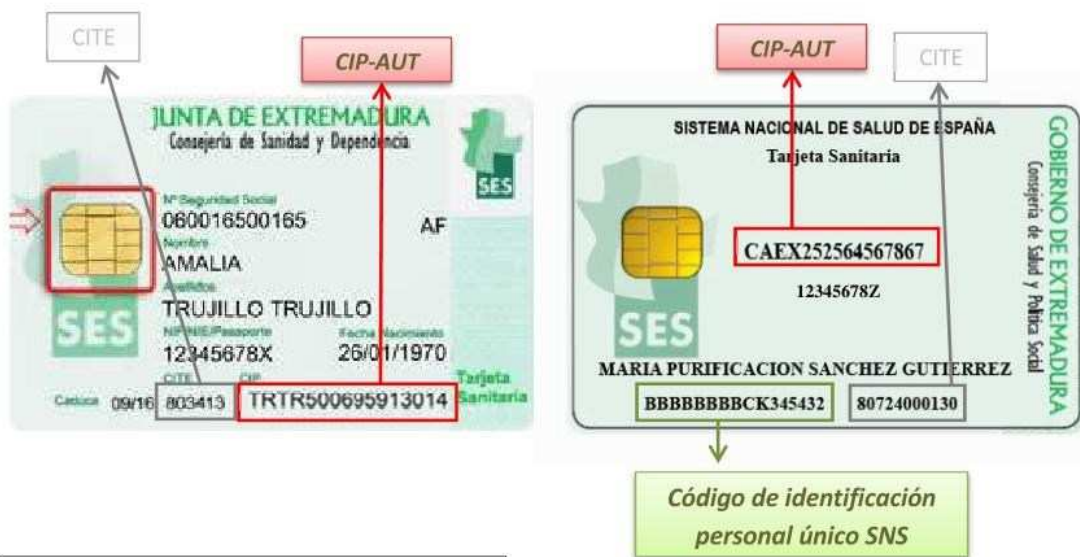 CITE
CIP-AUT
JUNTA DE EXTREMADURA
Consejería de Sanidad y Dependencia
SES
Nº Seguridad Social
060016500165 AF
Nombre
AMALIA
Apellidos
TRUJILLO TRUJILLO
NIF/NIE/Pasaporte Fecha Nacimiento
12345678X 26/01/1970
CITE CIP
Caduca 09/16 803413 TRTR500695913014
Tarjeta
Sanitaria
SES
CIP-AUT
CITE
SISTEMA NACIONAL DE SALUD DE ESPAÑA
Tarjeta Sanitaria
CAEX252564567867
12345678Z
SES
MARIA PURIFICACION SANCHEZ GUTIERREZ
BBBBBBBBCK345432 80724000130
GOBIERNO DE EXTREMADURA
Consejería de Salud y Política Social
Código de identificación
personal único SNS